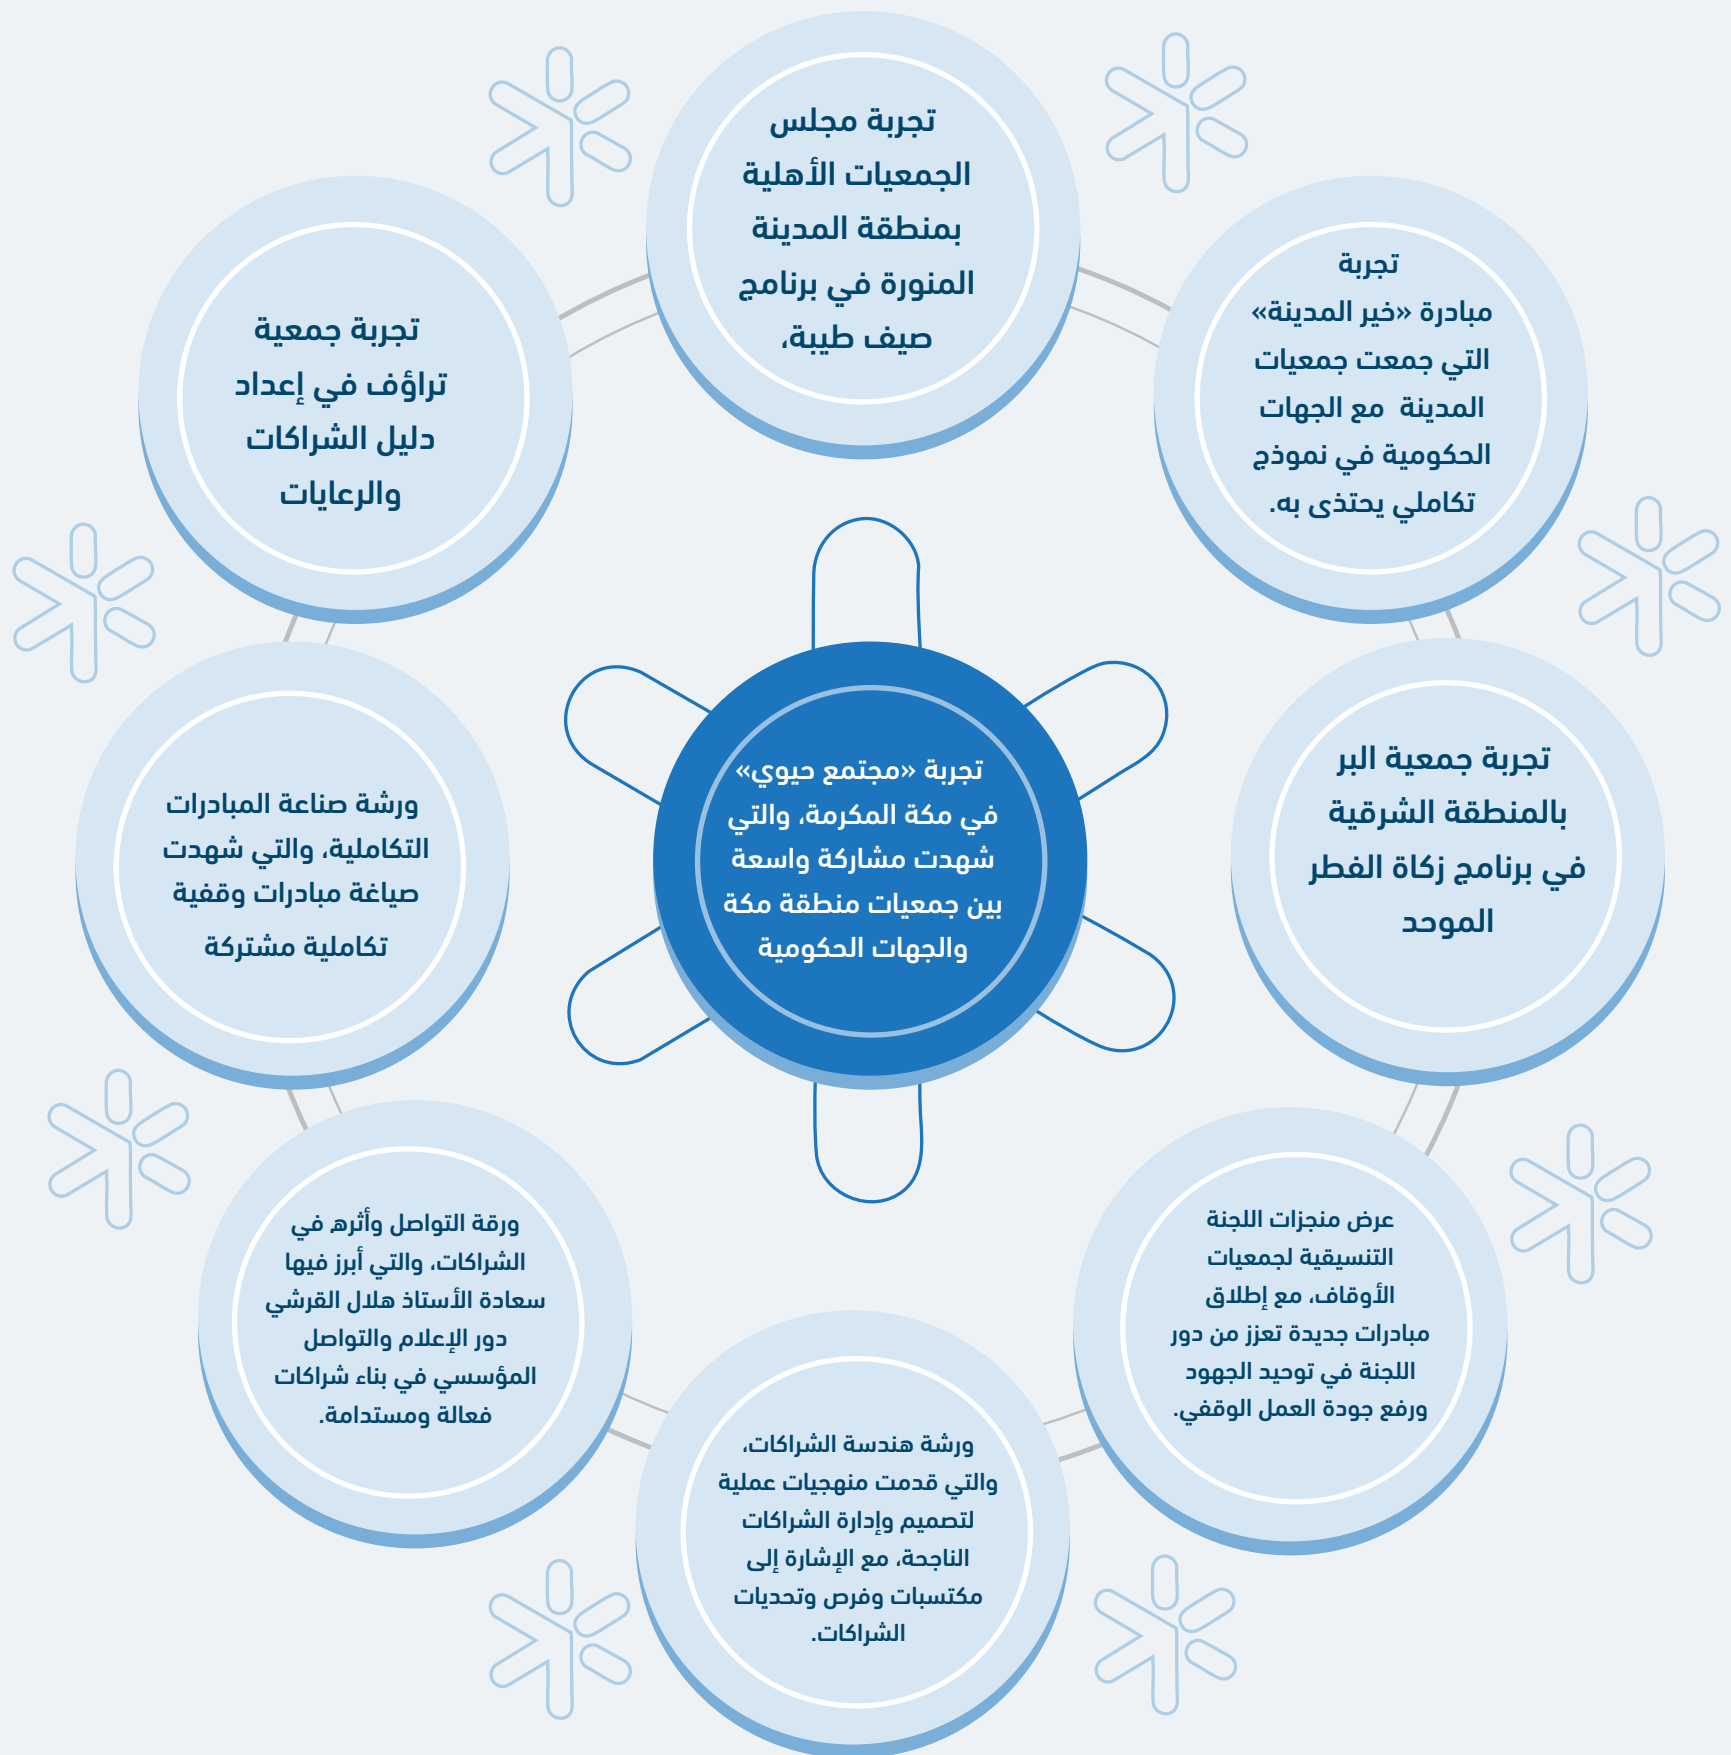 تجربة مجلس
الجمعيات الأهلية
بمنطقة المدينة
المنورة في برنامج
صيف طيبة،
تجربة
مبادرة «خير المدينة»
التي جمعت جمعيات
المدينة مع الجهات
الحكومية في نموذج
تكاملي يحتذى به.
تجربة جمعية
تراؤف في إعداد
دليل الشراكات
والرعايات
تجربة جمعية البر
بالمنطقة الشرقية
في برنامج زكاة الفطر
الموحد
تجربة «مجتمع حيوي»
في مكة المكرمة، والتي
شهدت مشاركة واسعة
بين جمعيات منطقة مكة
والجهات الحكومية
ورشة صناعة المبادرات
التكاملية، والتي شهدت
صياغة مبادرات وقفية
تكاملية مشتركة
عرض منجزات اللجنة
التنسيقية لجمعيات
الأوقاف، مع إطلاق
مبادرات جديدة تعزز من دور
اللجنة في توحيد الجهود
ورفع جودة العمل الوقفي.
ورقة التواصل وأثره في
الشراكات، والتي أبرز فيها
سعادة الأستاذ هلال القرشي
دور الإعلام والتواصل
المؤسسي في بناء شراكات
فعالة ومستدامة.
ورشة هندسة الشراكات،
والتي قدمت منهجيات عملية
لتصميم وإدارة الشراكات
الناجحة، مع الإشارة إلى
مكتسبات وفرص وتحديات
الشراكات.